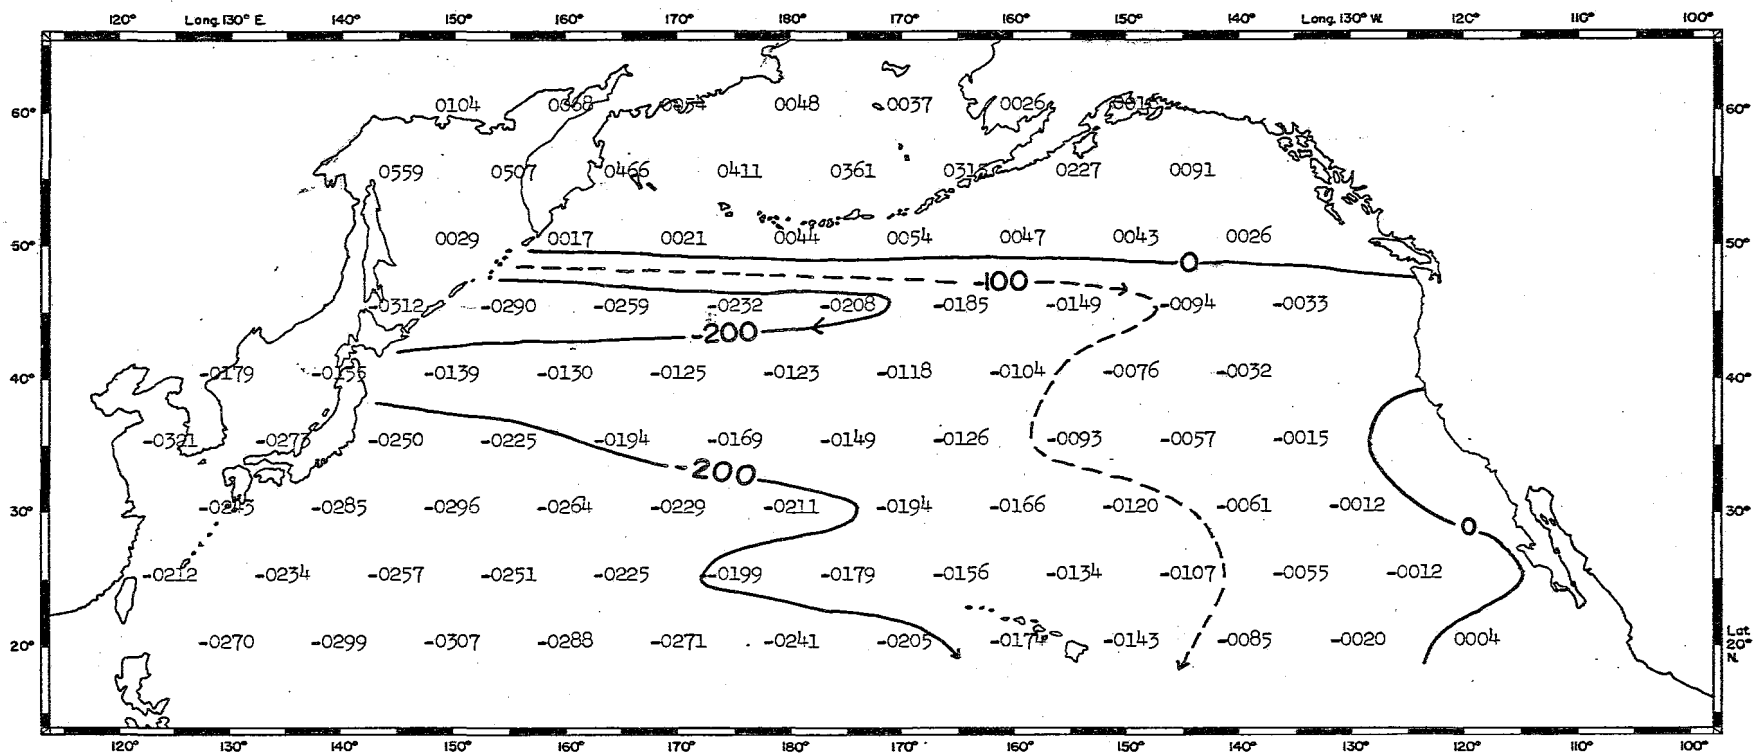 120° Long. 130° E. 140° 150° 160° 170° 180° 170° 160° 150° 140° Long. 130° W. 120° 110° 100°
60° 0104 0068 0054 0048 0037 0026 60°
0559 0507 0466 0411 0361 0315 0227 0091
50° 0029 0017 0021 0044 0054 0047 0043 0026 50°
0
-100
-0312 -0290 -0259 -0232 -0208 -0185 -0149 -0094 -0033
-200
40° -0179 -0155 -0139 -0130 -0125 -0123 -0118 -0104 -0076 -0032 40°
-0321 -0273 -0250 -0225 -0194 -0169 -0149 -0126 -0093 -0057 -0015
-200
30° -0245 -0285 -0296 -0264 -0229 -0211 -0194 -0166 -0120 -0061 -0012 30°
0
-0212 -0234 -0257 -0251 -0225 -0199 -0179 -0156 -0134 -0107 -0055 -0012
20° -0270 -0299 -0307 -0288 -0271 -0241 -0205 -0174 -0143 -0085 -0020 0004 Lat. 20° N.
120° 130° 140° 150° 160° 170° 180° 170° 160° 150° 140° 130° 120° 110° 100°